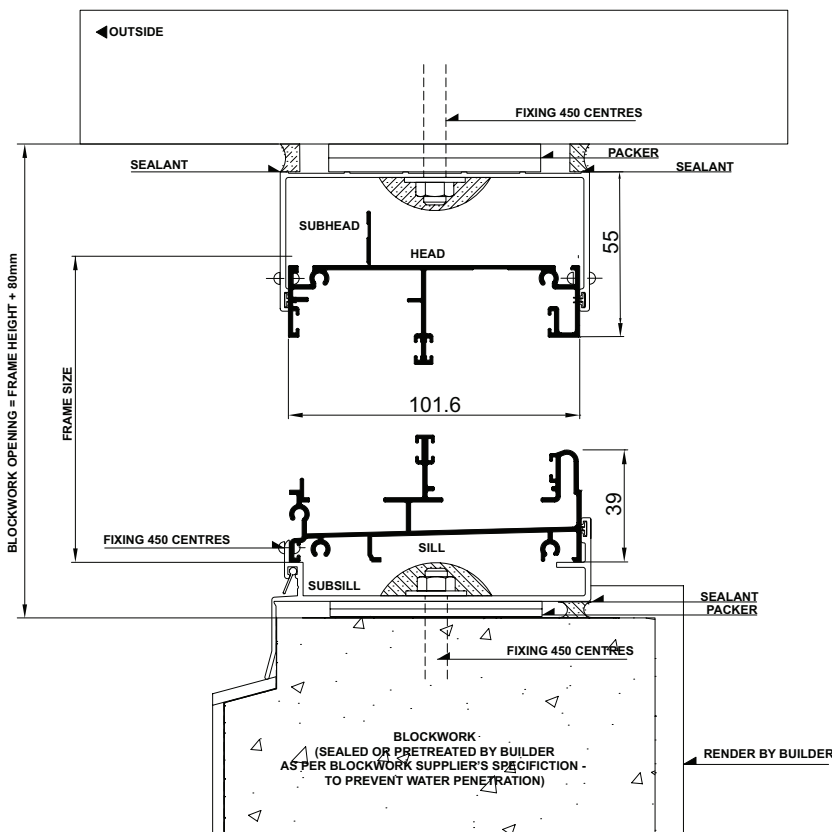 OUTSIDE
FIXING 450 CENTRES
PACKER
SEALANT
SEALANT
SUBHEAD
HEAD
55
BLOCKWORK OPENING = FRAME HEIGHT + 80mm
FRAME SIZE
101.6
39
FIXING 450 CENTRES
SILL
SUBSILL
SEALANT
PACKER
FIXING 450 CENTRES
BLOCKWORK
(SEALED OR PRETREATED BY BUILDER
AS PER BLOCKWORK SUPPLIER'S SPECIFICTION -
TO PREVENT WATER PENETRATION)
RENDER BY BUILDER